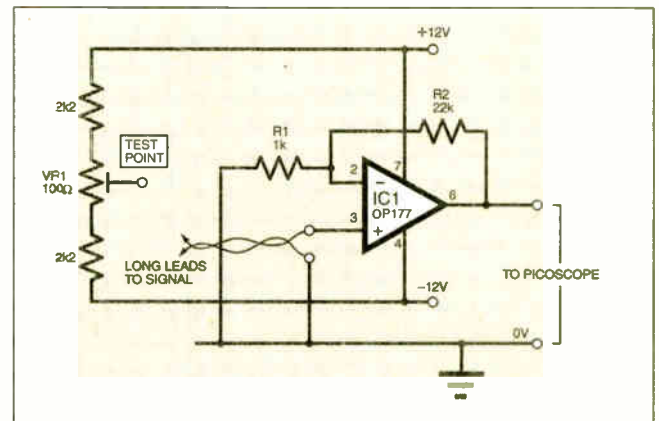 +12V
2k2
R2
22k
R1
1k
TEST
POINT
VR1
100Ω
2
7
−
IC1
OP177
6
3
+
4
2k2
LONG LEADS
TO SIGNAL
TO PICOSCOPE
−12V
0V